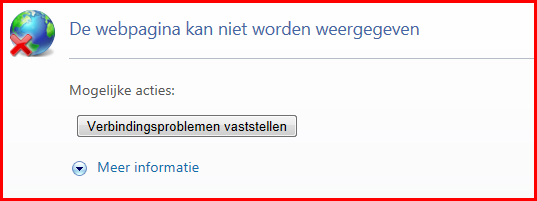 De webpagina kan niet worden weergegeven
Mogelijke acties:
Verbindingsproblemen vaststellen
Meer informatie